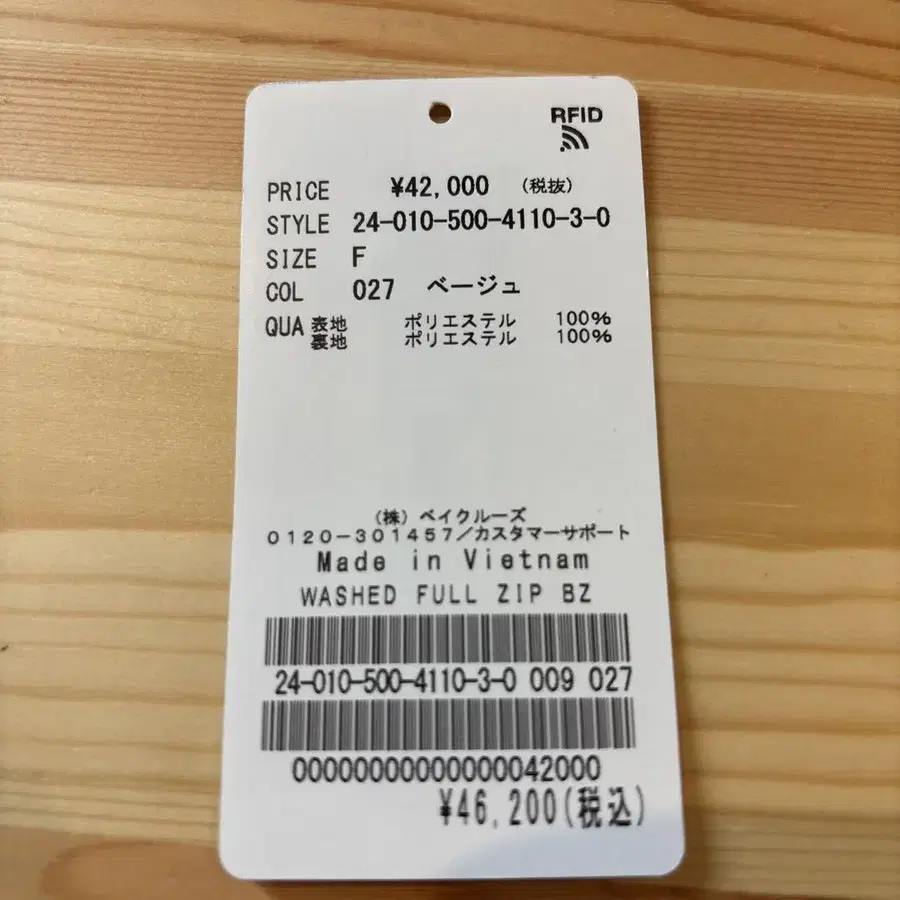 RFID
PRICE ¥42,000 (税抜)
STYLE 24-010-500-4110-3-0
SIZE F
COL 027 ベージュ
QUA 表地 ポリエステル 100%
裏地 ポリエステル 100%
(株)ベイクルーズ
0120-301457/カスタマーサポート
Made in Vietnam
WASHED FULL ZIP BZ
24-010-500-4110-3-0 009 027
00000000000000042000
¥46,200(税込)